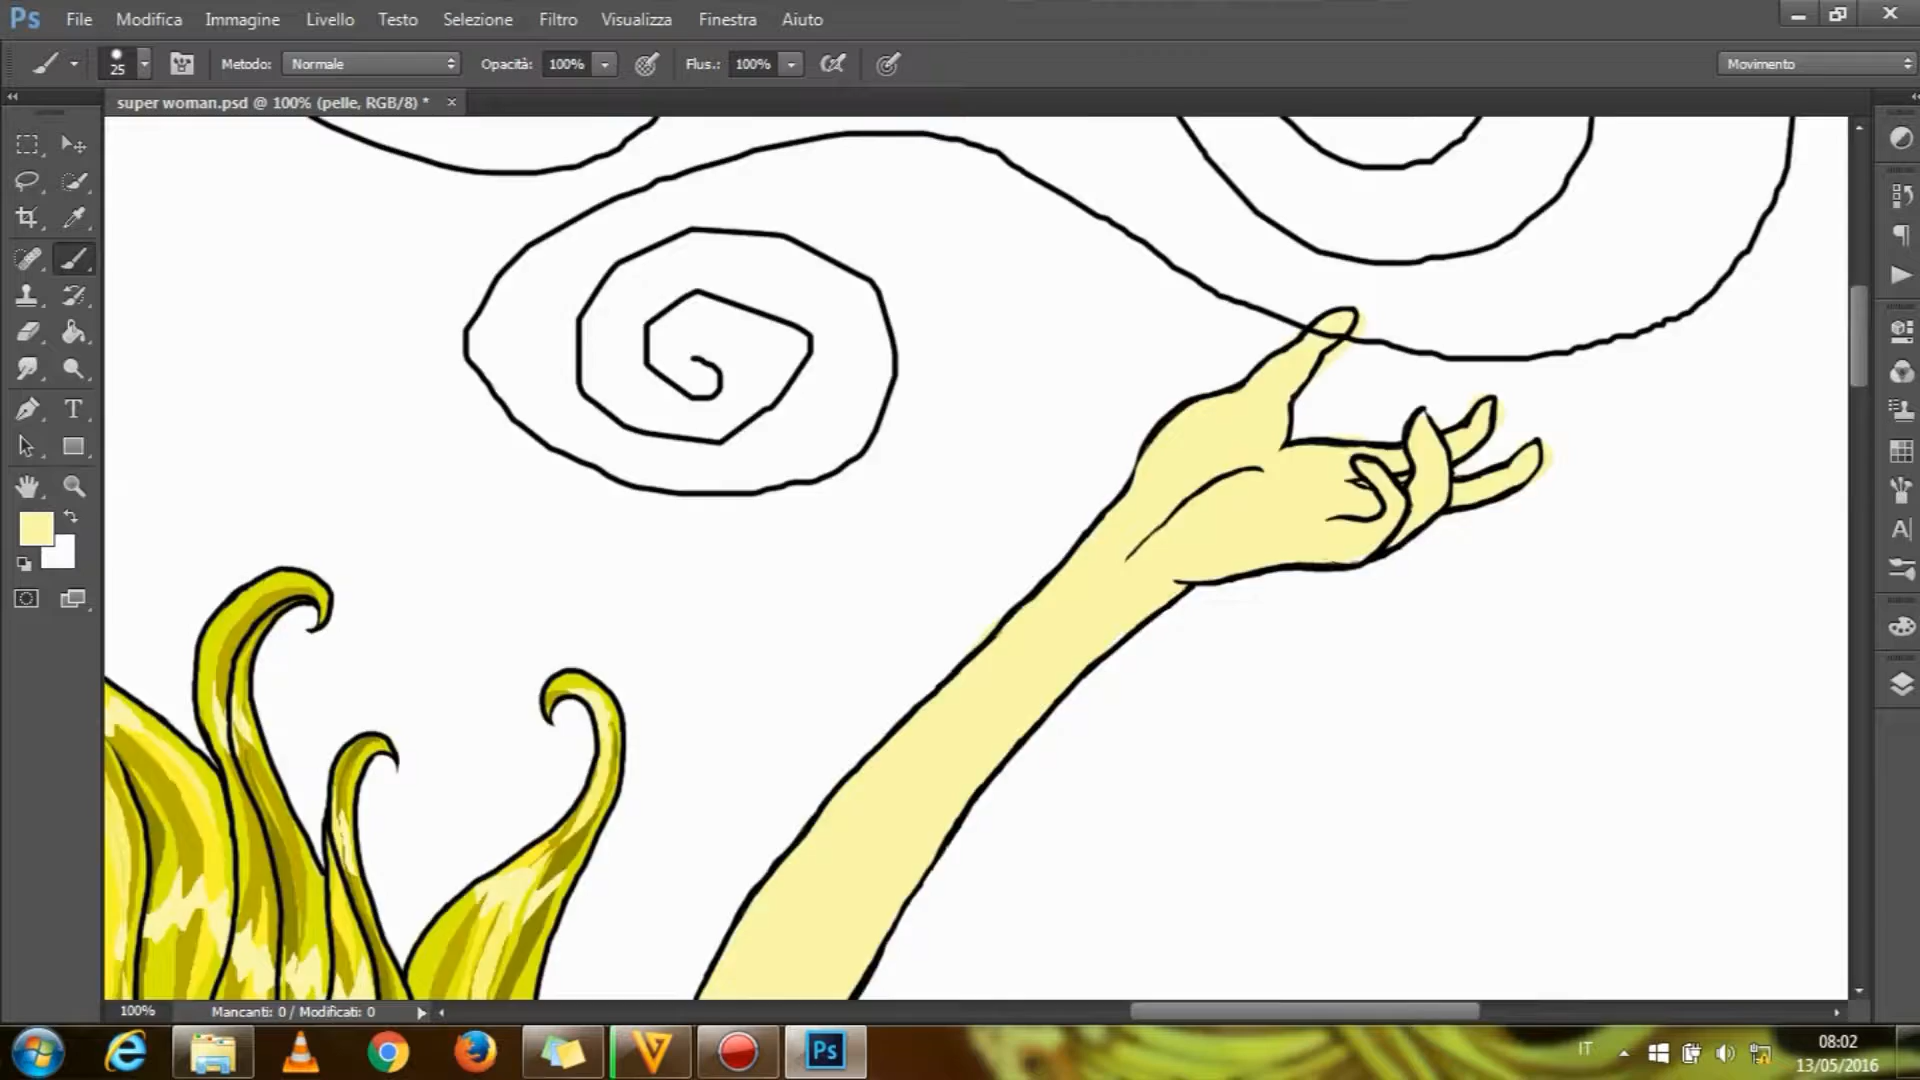 Ps File Modifica Immagine Livello Testo Selezione Filtro Visualizza Finestra Aiuto
25 Metodo: Normale Opacità: 100% Flus.: 100% Movimento
super woman.psd @ 100% (pelle, RGB/8) *
T
A
100% Mancanti: 0 / Modificati: 0
Ps IT 08:02
13/05/2016